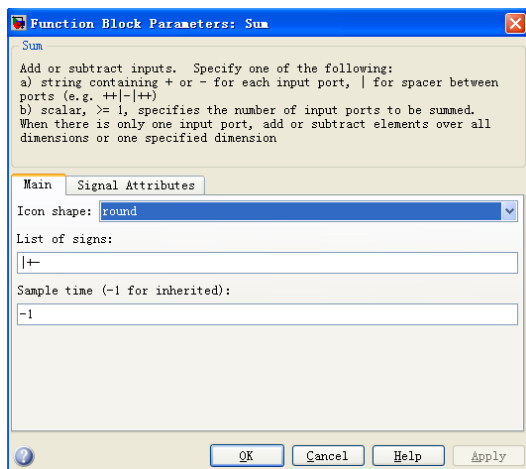 Function Block Parameters: Sum
Sum
Add or subtract inputs. Specify one of the following:
a) string containing + or - for each input port, | for spacer between
ports (e.g. ++|-|++)
b) scalar, >= 1, specifies the number of input ports to be summed.
When there is only one input port, add or subtract elements over all
dimensions or one specified dimension
Main Signal Attributes
Icon shape: round
List of signs:
|+-
Sample time (-1 for inherited):
-1
OK Cancel Help Apply